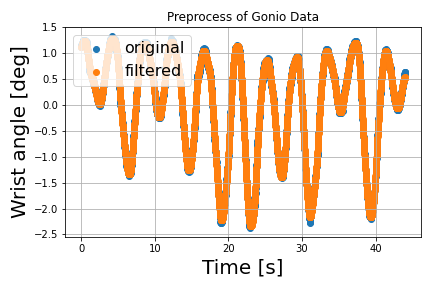 Preprocess of Gonio Data
original
filtered
Wrist angle [deg]
1.5
1.0
0.5
0.0
−0.5
−1.0
−1.5
−2.0
−2.5
0 10 20 30 40
Time [s]